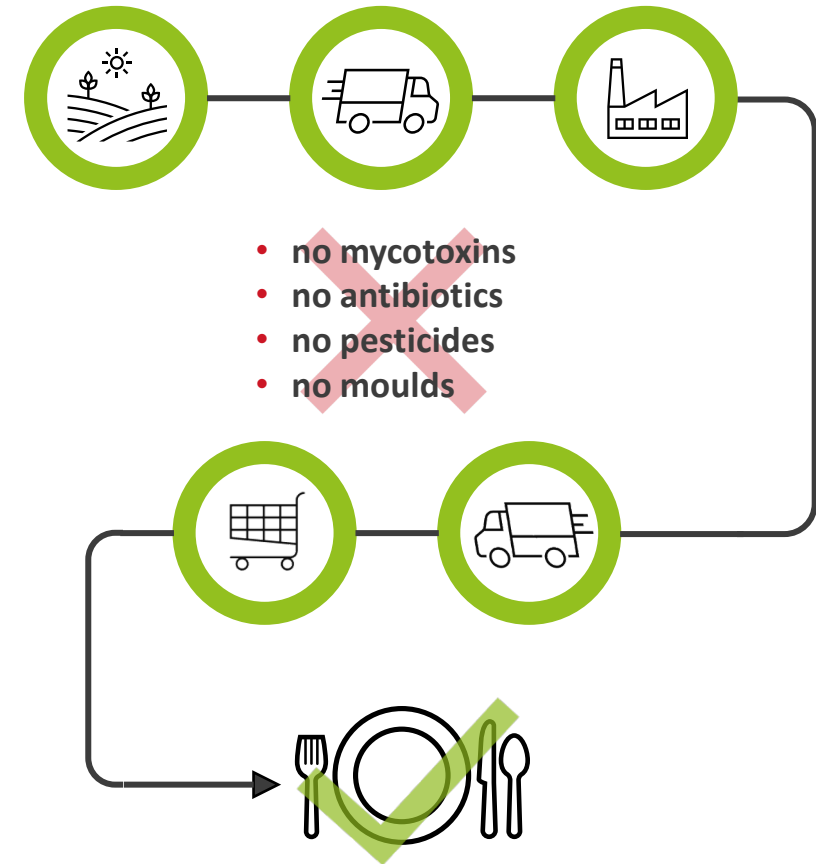 • no mycotoxins
• no antibiotics
• no pesticides
• no moulds